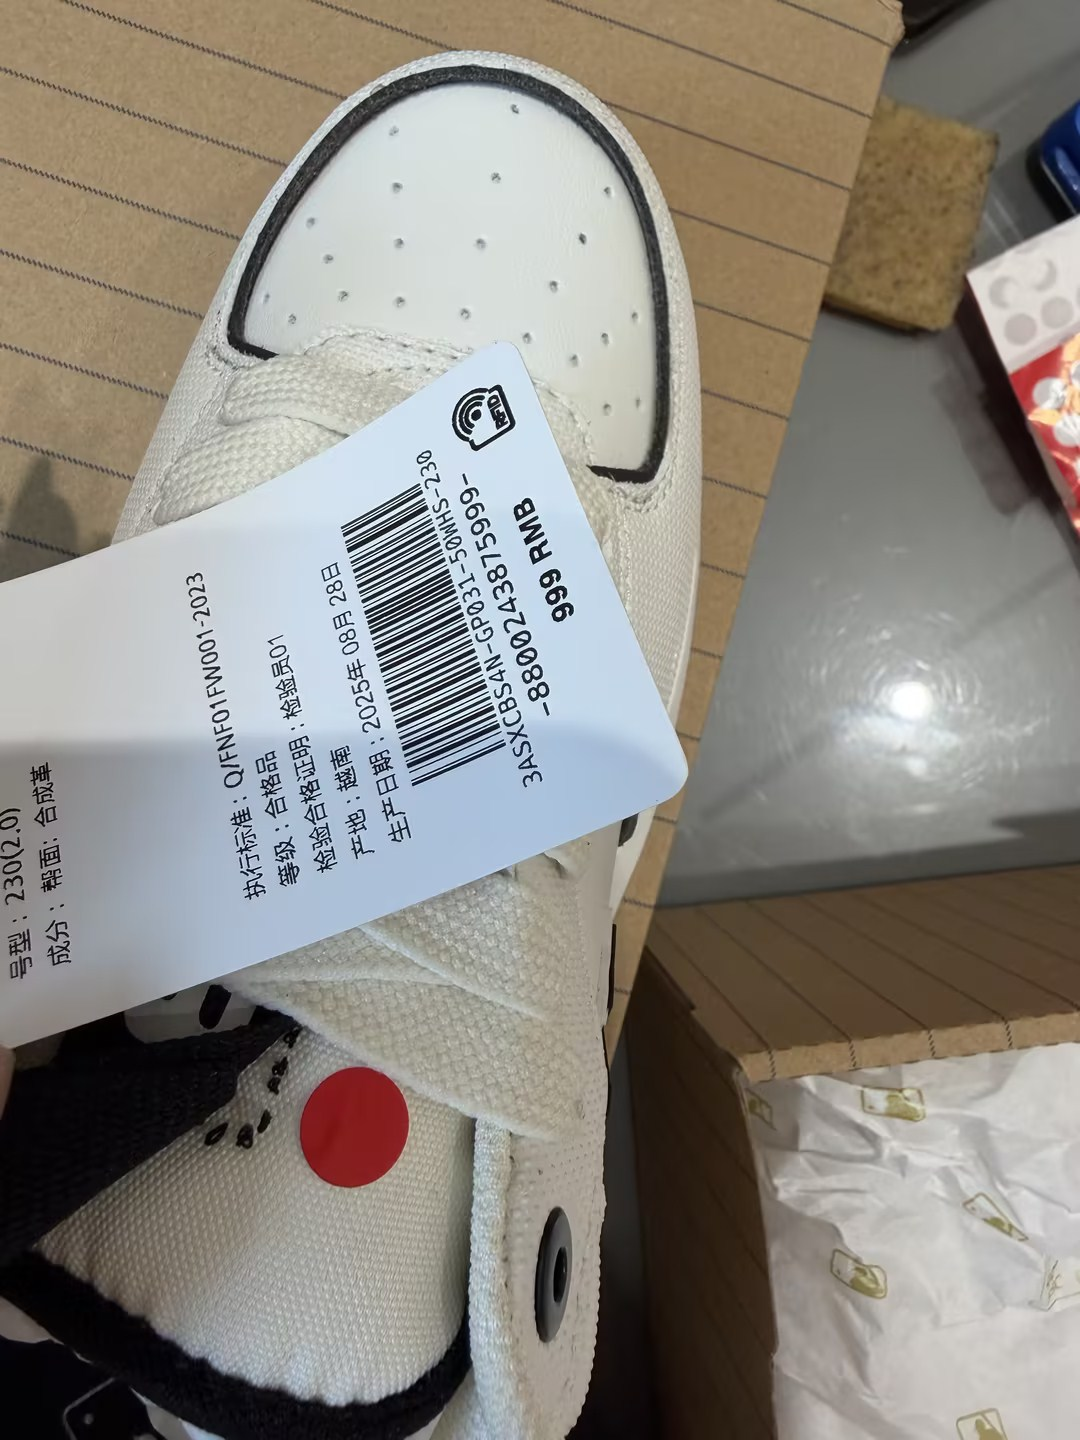 号型：230(2.0)
成分：帮面：合成革
执行标准：Q/FNF01FW001-2023
等级：合格品
检验合格证明：检验员01
产地：越南
生产日期：2025年 08月 28日
3ASXCBS4N-GP031-50WHS-230
-8800024387599​99-
999 RMB
RFID